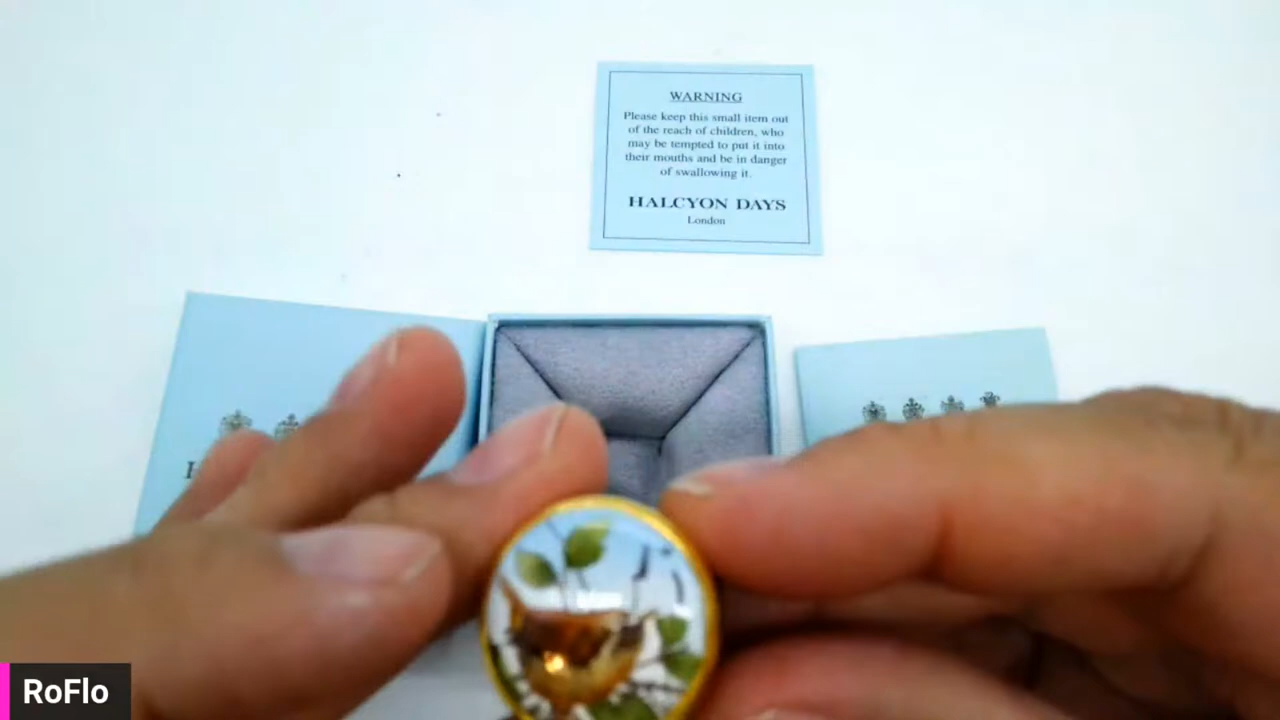 WARNING
Please keep this small item out
of the reach of children, who
may be tempted to put it into
their mouths and be in danger
of swallowing it.
HALCYON DAYS
London
RoFlo